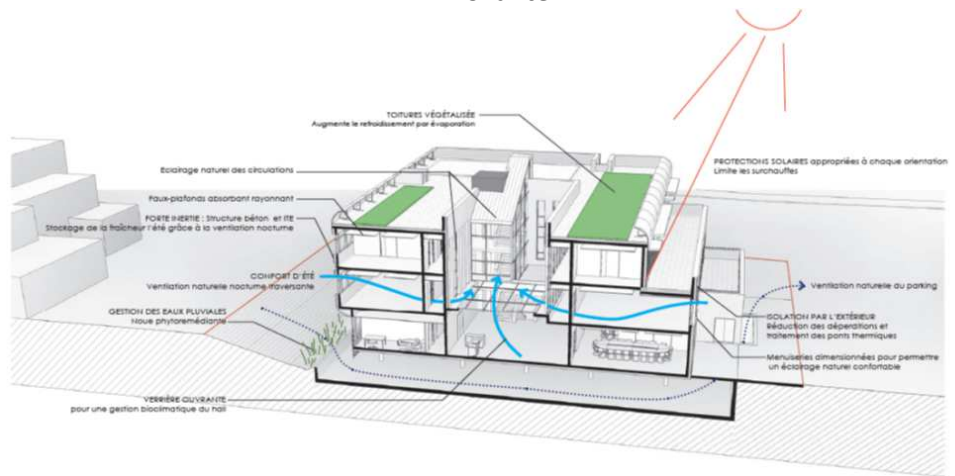 TOITURES VÉGÉTALISÉE
Augmente le refroidissement par évaporation
PROTECTIONS SOLAIRES appropriées à chaque orientation
Limite les surchauffes
Eclairage naturel des circulations
Faux-plafonds absorbant rayonnant
FORTE INERTIE : Structure béton et ITE
Stockage de la fraîcheur l'été grâce à la ventilation nocturne
CONFORT D'ÉTÉ
Ventilation naturelle nocturne traversante
Ventilation naturelle du parking
GESTION DES EAUX PLUVIALES
Noue phytoremédiante
ISOLATION PAR L'EXTÉRIEUR
Réduction des déperditions et
traitement des ponts thermiques
Menuiseries dimensionnées pour permettre
un éclairage naturel confortable
VERRIÈRE OUVRANTE
pour une gestion bioclimatique du hall